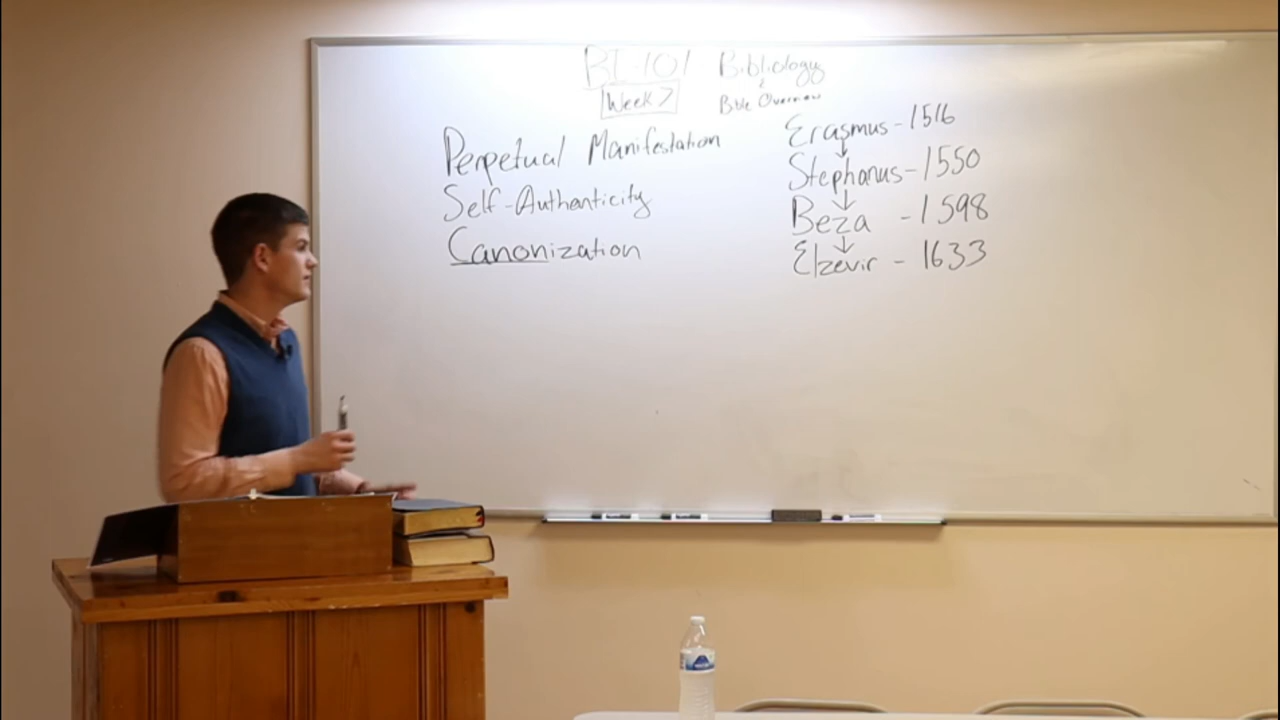 BI-101 Bibliology
Week 7 & Bible Overview
Perpetual Manifestation
Self-Authenticity
Canonization
Erasmus - 1516
↓
Stephanus - 1550
↓
Beza - 1598
↓
Elzevir - 1633